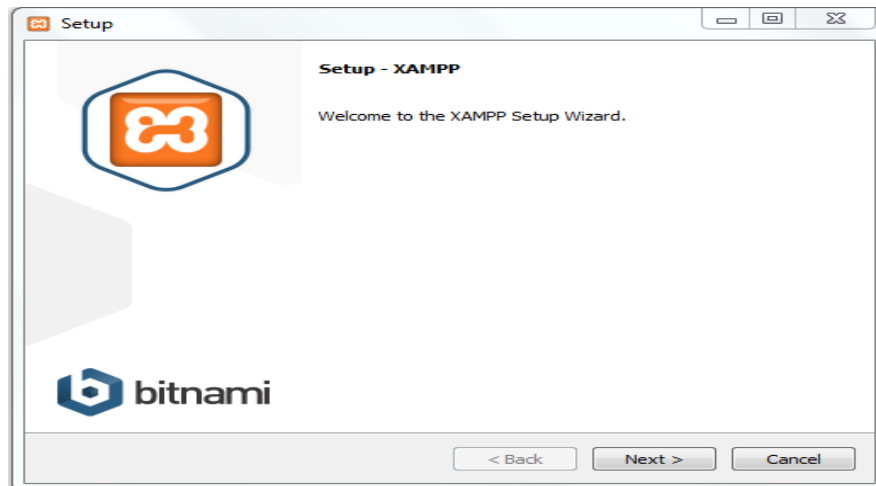 Setup
Setup - XAMPP
Welcome to the XAMPP Setup Wizard.
bitnami
< Back
Next >
Cancel